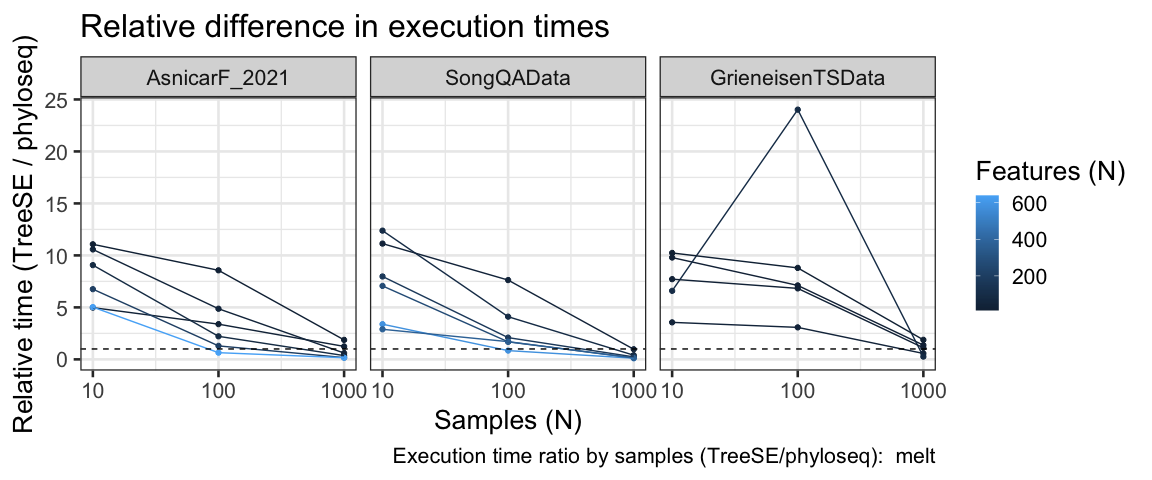 Relative difference in execution times
AsnicarF_2021 SongQAData GrieneisenTSData
Relative time (TreeSE / phyloseq)
25
20
15
10
5
0
10 100 1000 10 100 1000 10 100 1000
Samples (N)
Execution time ratio by samples (TreeSE/phyloseq): melt
Features (N)
600
400
200